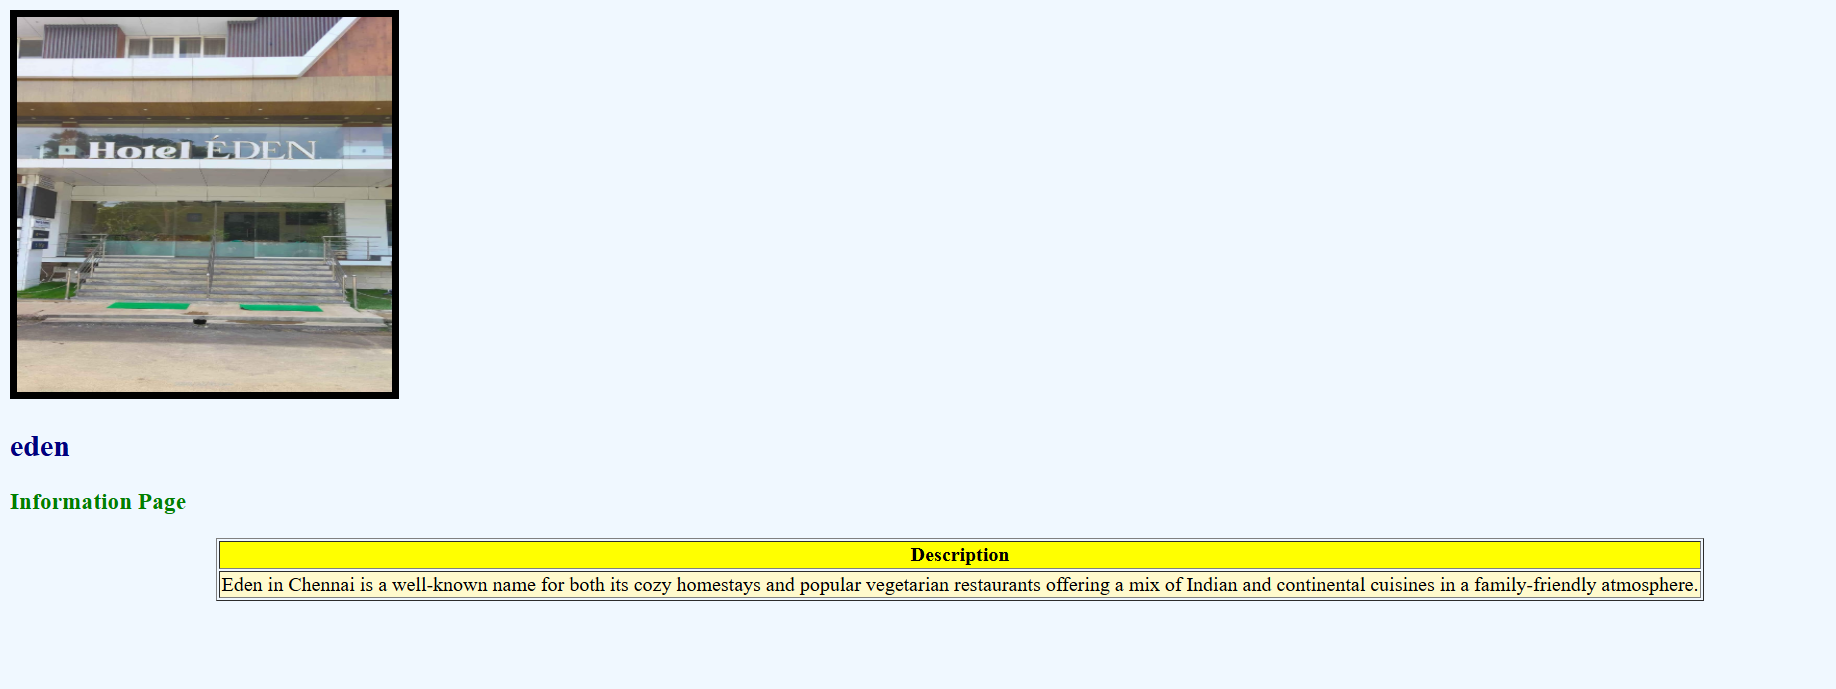 Hotel ÉDEN
eden
Information Page
Description
Eden in Chennai is a well-known name for both its cozy homestays and popular vegetarian restaurants offering a mix of Indian and continental cuisines in a family-friendly atmosphere.